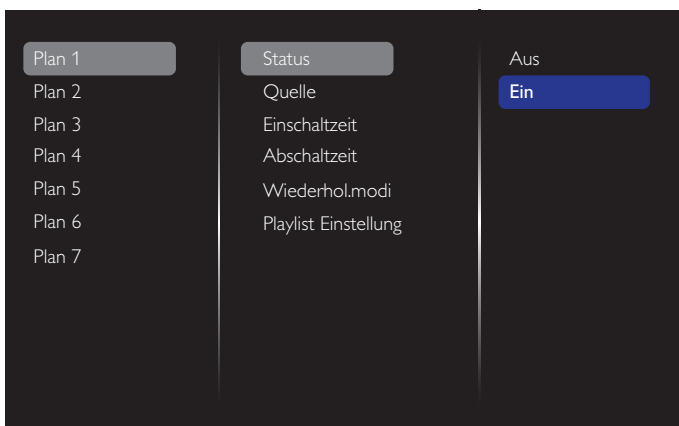 Plan 1
Plan 2
Plan 3
Plan 4
Plan 5
Plan 6
Plan 7
Status
Quelle
Einschaltzeit
Abschaltzeit
Wiederhol.modi
Playlist Einstellung
Aus
Ein